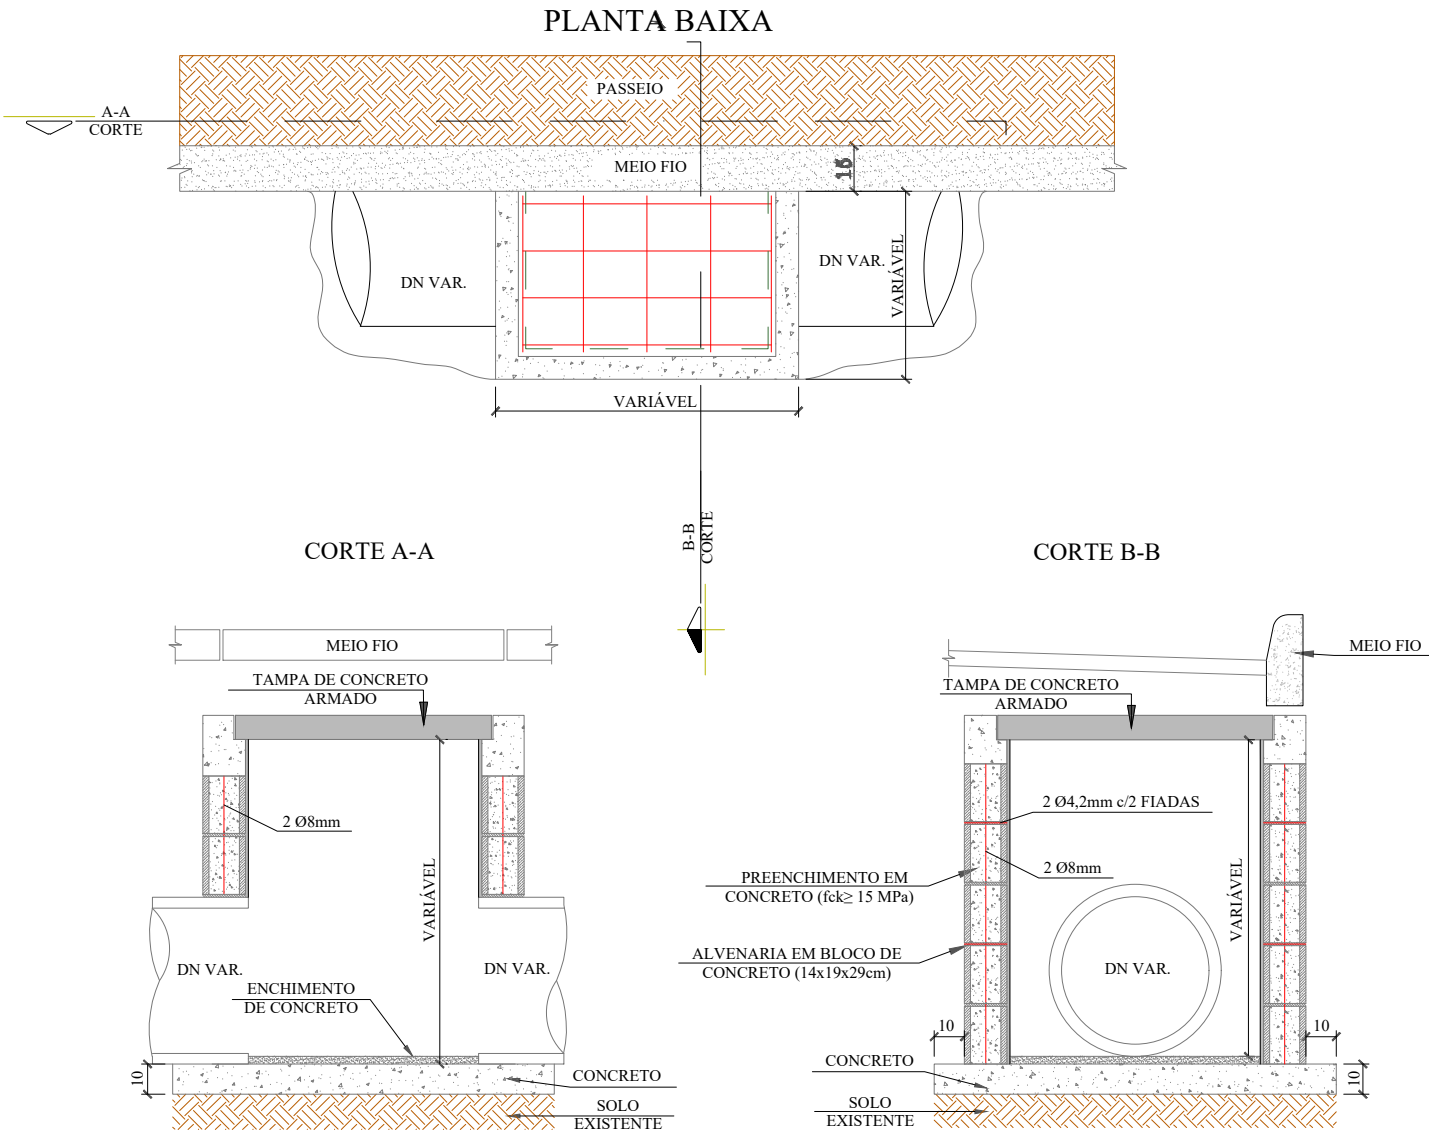 PLANTA BAIXA
PASSEIO
A-A
CORTE
MEIO FIO
DN VAR.
DN VAR.
VARIÁVEL
VARIÁVEL
B-B
CORTE
CORTE A-A
CORTE B-B
MEIO FIO
TAMPA DE CONCRETO
ARMADO
2 Ø8mm
VARIÁVEL
DN VAR.
DN VAR.
ENCHIMENTO
DE CONCRETO
10
CONCRETO
SOLO
EXISTENTE
MEIO FIO
TAMPA DE CONCRETO
ARMADO
2 Ø4,2mm c/2 FIADAS
2 Ø8mm
PREENCHIMENTO EM
CONCRETO (fck≥ 15 MPa)
VARIÁVEL
ALVENARIA EM BLOCO DE
CONCRETO (14x19x29cm)
DN VAR.
10
10
CONCRETO
10
SOLO
EXISTENTE